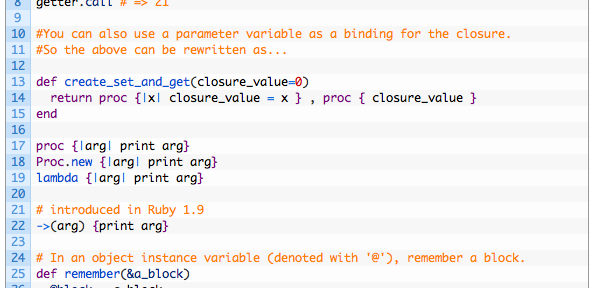 8 getter.call # => 21
9
10 #You can also use a parameter variable as a binding for the closure.
11 #So the above can be rewritten as...
12
13 def create_set_and_get(closure_value=0)
14 return proc {|x| closure_value = x } , proc { closure_value }
15 end
16
17 proc {|arg| print arg}
18 Proc.new {|arg| print arg}
19 lambda {|arg| print arg}
20
21 # introduced in Ruby 1.9
22 ->(arg) {print arg}
23
24 # In an object instance variable (denoted with '@'), remember a block.
25 def remember(&a_block)
26 @block = a_block